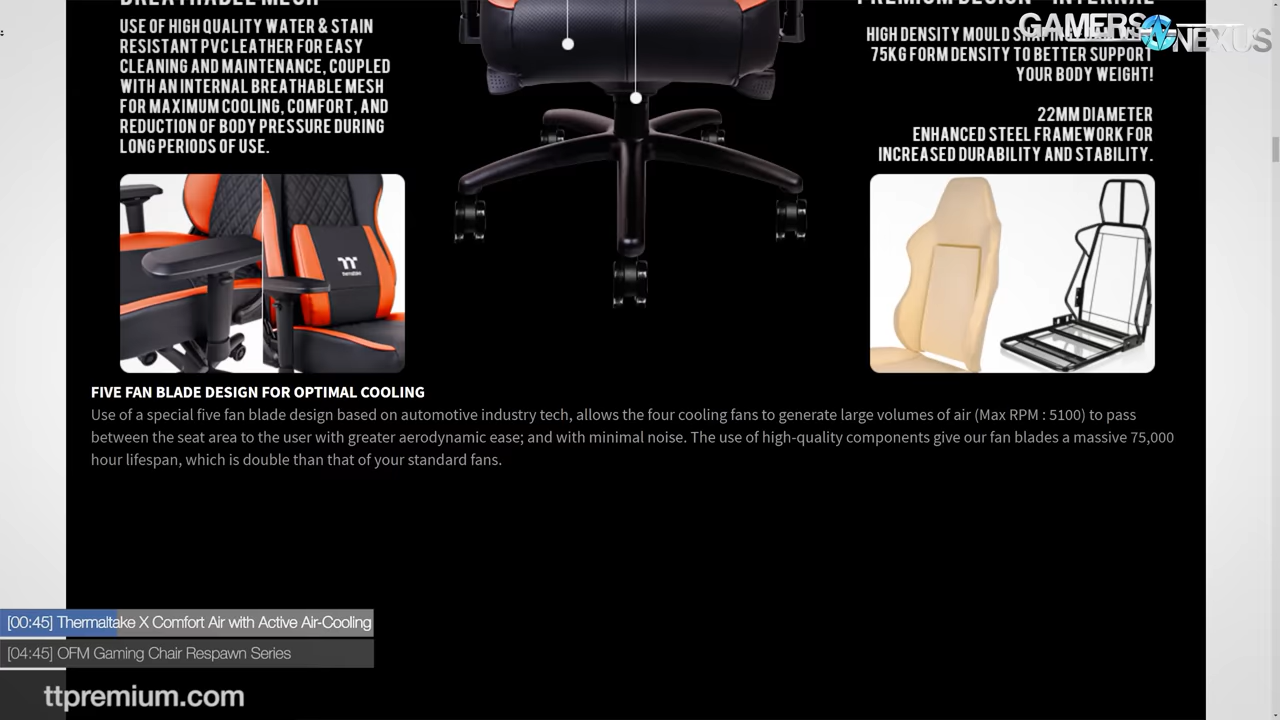 BREATHABLE MESH
USE OF HIGH QUALITY WATER & STAIN
RESISTANT PVC LEATHER FOR EASY
CLEANING AND MAINTENANCE, COUPLED
WITH AN INTERNAL BREATHABLE MESH
FOR MAXIMUM COOLING, COMFORT, AND
REDUCTION OF BODY PRESSURE DURING
LONG PERIODS OF USE.
PREMIUM DESIGN - INTERNAL
GAMERS
NEXUS
HIGH DENSITY MOULD
75KG FORM DENSITY TO BETTER SUPPORT
YOUR BODY WEIGHT!
22MM DIAMETER
ENHANCED STEEL FRAMEWORK FOR
INCREASED DURABILITY AND STABILITY.
thermaltake
FIVE FAN BLADE DESIGN FOR OPTIMAL COOLING
Use of a special five fan blade design based on automotive industry tech, allows the four cooling fans to generate large volumes of air (Max RPM : 5100) to pass
between the seat area to the user with greater aerodynamic ease; and with minimal noise. The use of high-quality components give our fan blades a massive 75,000
hour lifespan, which is double than that of your standard fans.
[00:45] Thermaltake X Comfort Air with Active Air-Cooling
[04:45] OFM Gaming Chair Respawn Series
ttpremium.com